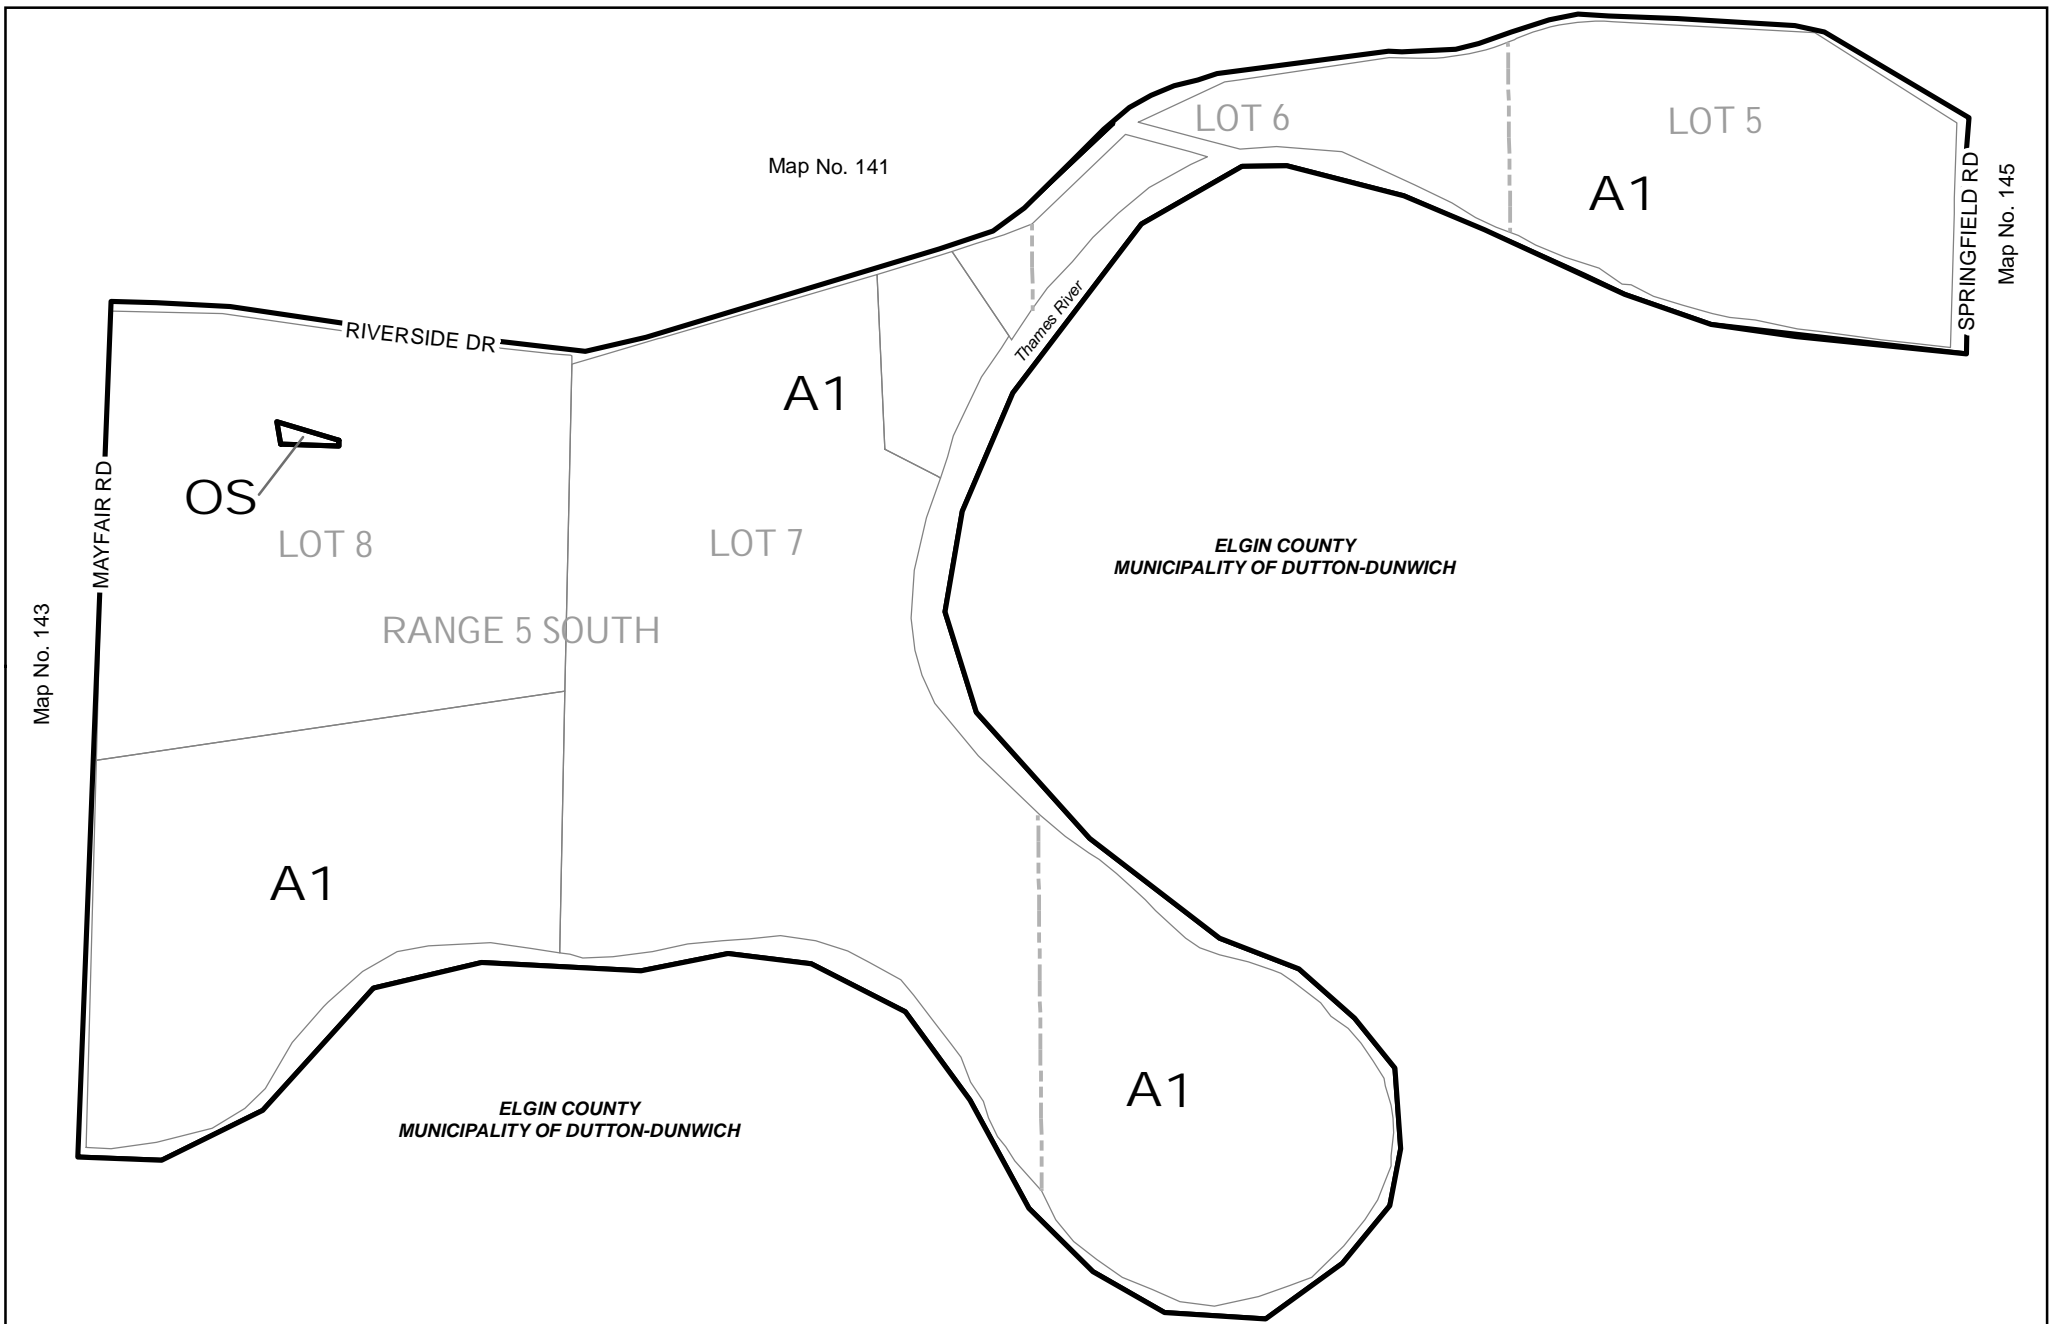 LOT 6
LOT 5
Map No. 141
A1
SPRINGFIELD RD
Map No. 145
Thames River
RIVERSIDE DR
A1
MAYFAIR RD
OS
LOT 8
LOT 7
ELGIN COUNTY
MUNICIPALITY OF DUTTON-DUNWICH
RANGE 5 SOUTH
Map No. 143
A1
A1
ELGIN COUNTY
MUNICIPALITY OF DUTTON-DUNWICH